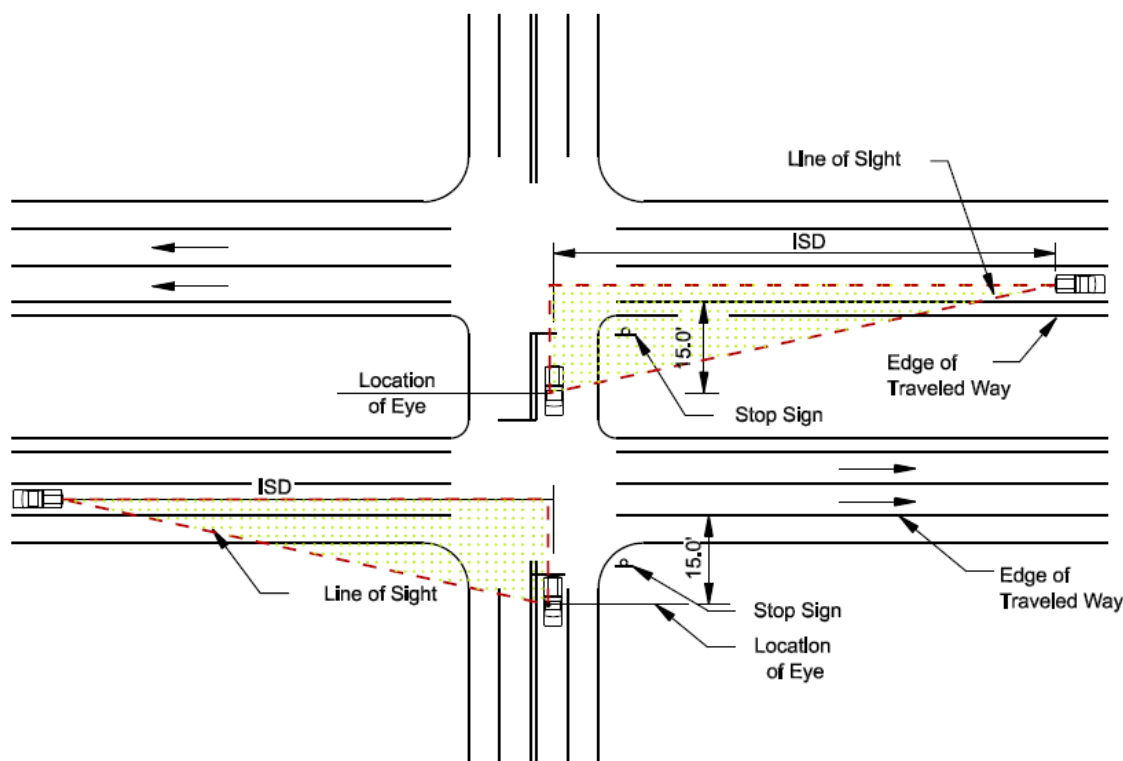 Line of Sight
ISD
15.0'
Edge of
Traveled Way
Location
of Eye
Stop Sign
ISD
15.0'
Line of Sight
Edge of
Traveled Way
Stop Sign
Location
of Eye